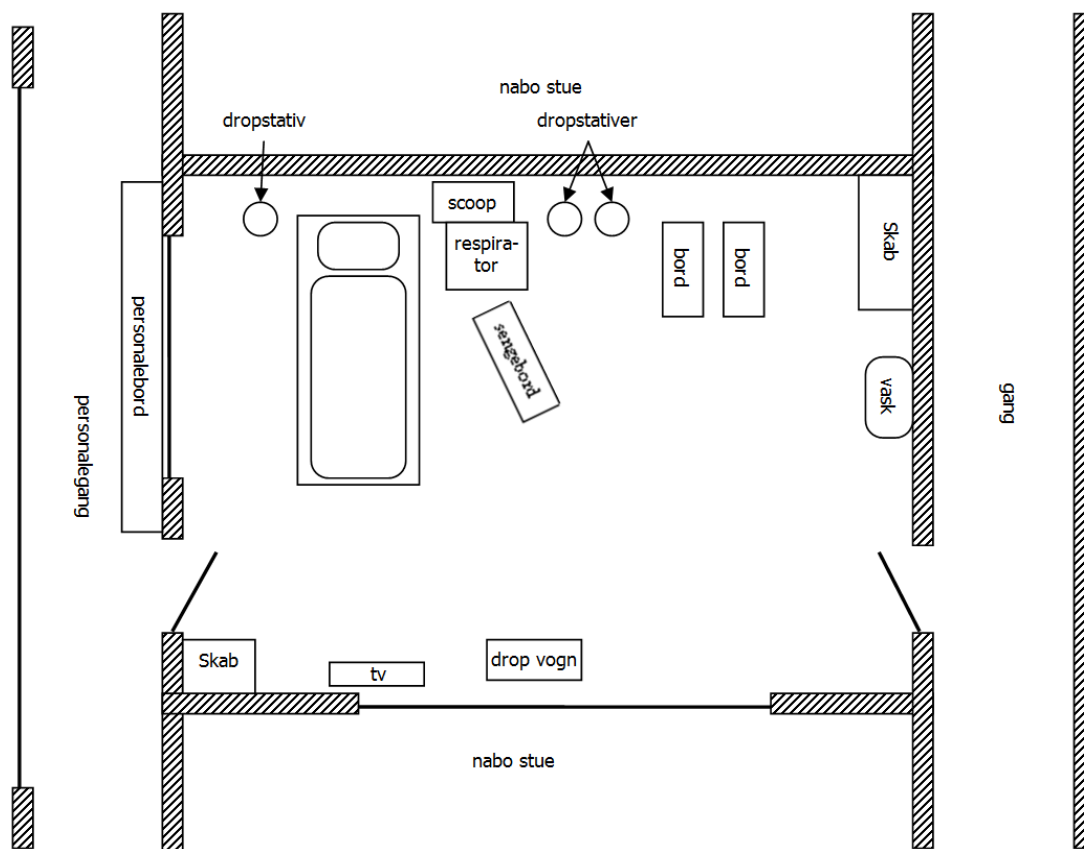 nabo stue
dropstativ
dropstativer
scoop
respira-
tor
bord
bord
Skab
personalebord
sengebord
vask
personalegang
gang
Skab
tv
drop vogn
nabo stue